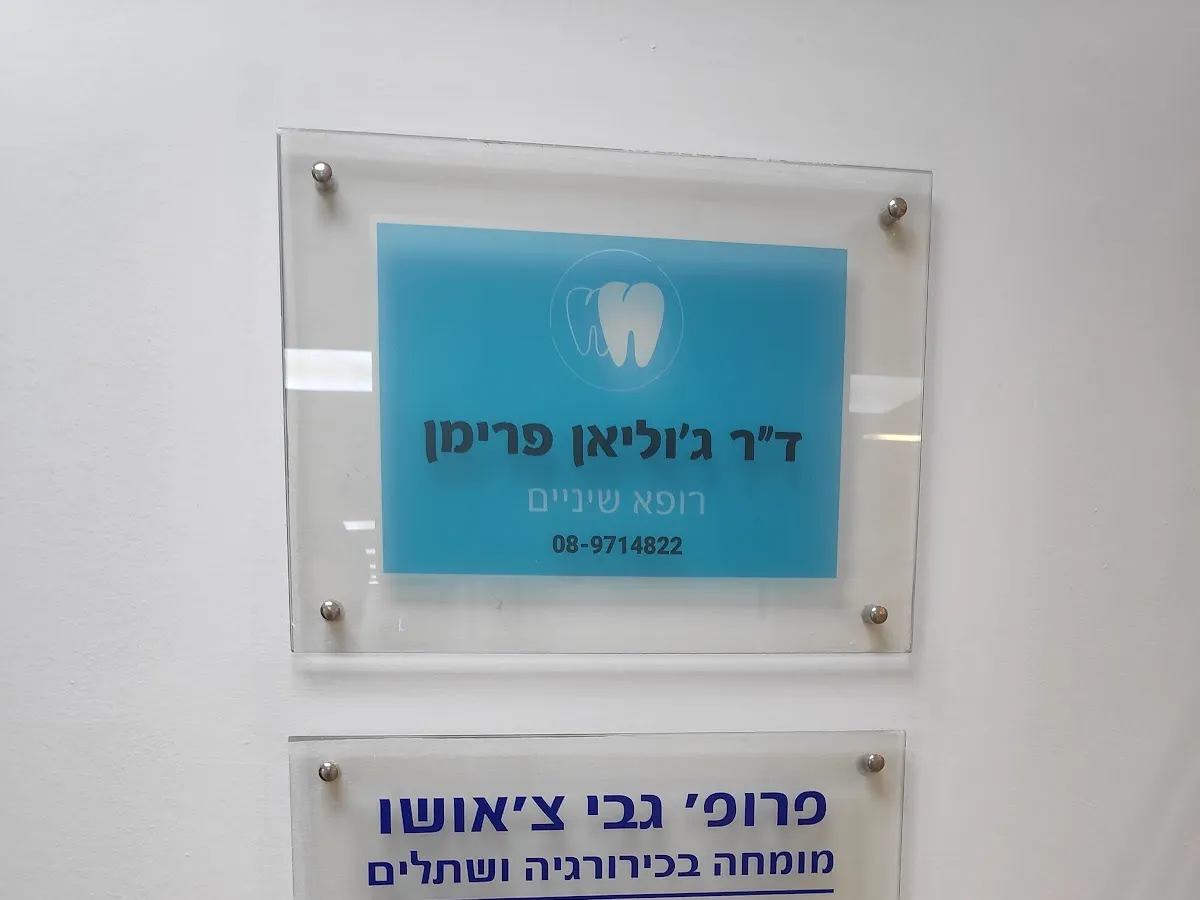 ד"ר ג'וליאן פרימן
רופא שיניים
08-9714822
פרופ' גבי צ'אושו
מומחה בכירורגיה ושתלים